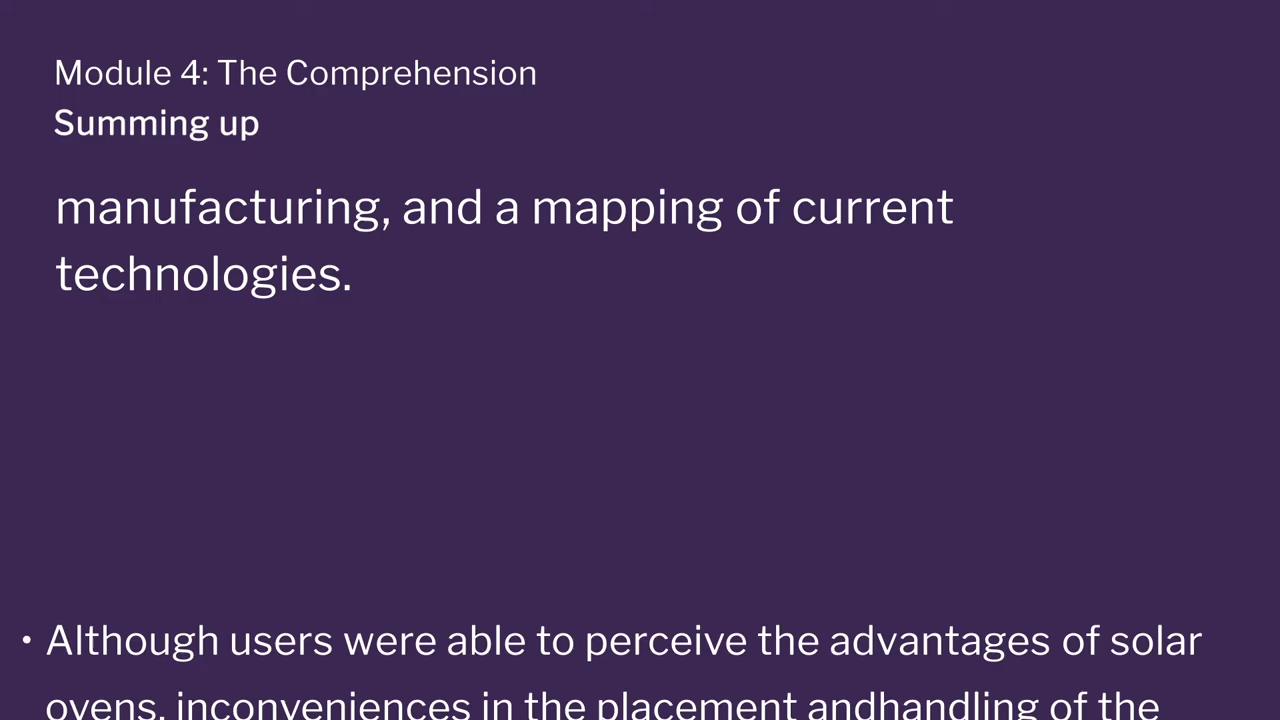 Module 4: The Comprehension
Summing up
manufacturing, and a mapping of current
technologies.
• Although users were able to perceive the advantages of solar
ovens, inconveniences in the placement andhandling of the